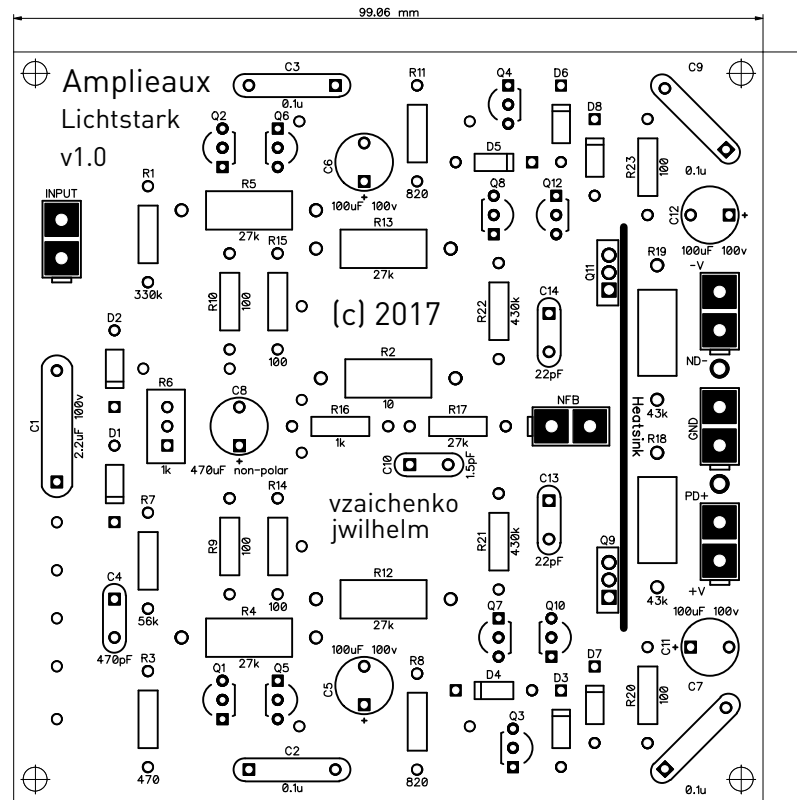 99.06 mm
Amplieaux
Lichtstark
v1.0
C3
0.1u
R11
820
Q4
D6
C9
0.1u
Q2
Q6
D8
D5
R1
330k
C6
+
100uF 100v
R23
100
INPUT
R5
27k
Q8
Q12
C12
+
100uF 100v
R13
27k
R15
100
R10
100
Q11
R19
43k
-V
(c) 2017
R22
430k
C14
22pF
D2
R2
10
ND-
C1
2.2uF 100v
R6
1k
C8
+
470uF non-polar
R16
1k
R17
27k
NFB
Heatsink
GND
D1
R18
43k
C10
1.5pF
R7
56k
R14
100
R9
100
vzaichenko
jwilhelm
C13
22pF
R21
430k
PD+
Q9
+V
C4
470pF
R12
27k
R4
27k
Q7
Q10
100uF 100v
C11
+
R3
470
Q1
Q5
100uF 100v
C5
+
R8
820
D4
D3
D7
R20
100
C7
0.1u
Q3
C2
0.1u